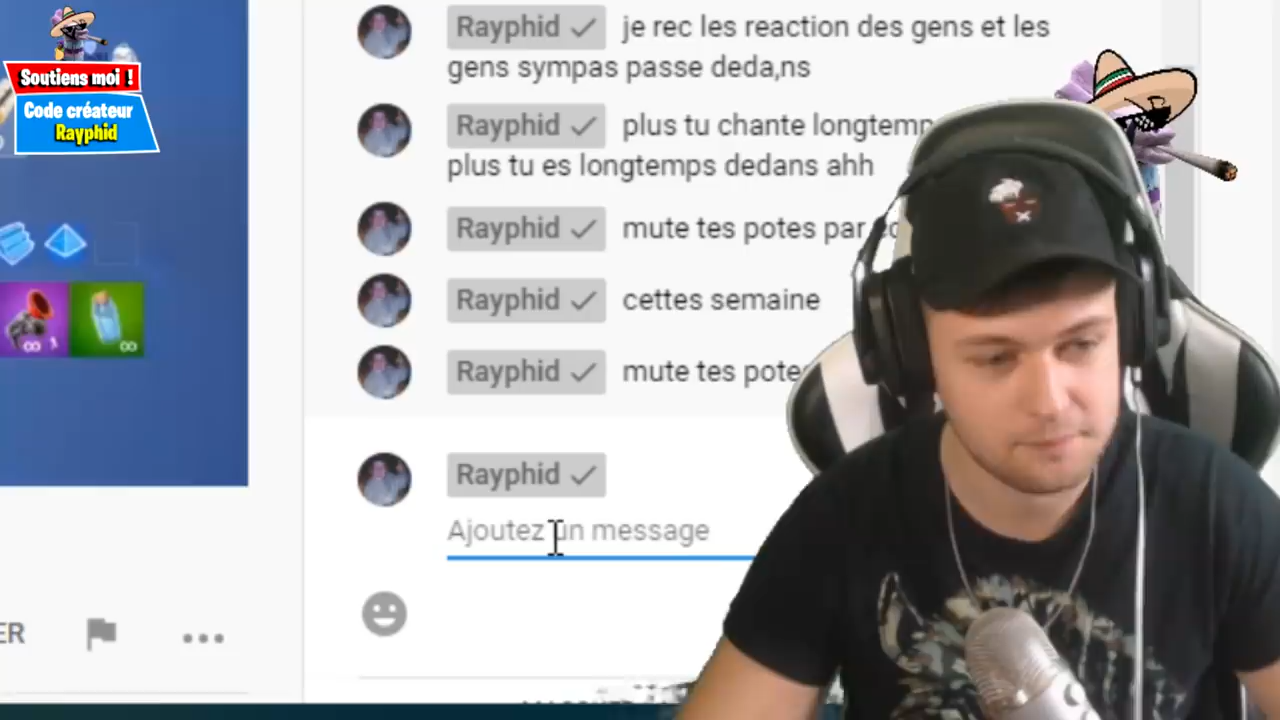 Soutiens moi !
Code créateur
Rayphid
Rayphid je rec les reaction des gens et les
gens sympas passe deda,ns
Rayphid plus tu chante longtemp
plus tu es longtemps dedans ahh
Rayphid mute tes potes par
Rayphid cettes semaine
Rayphid mute tes potes
Rayphid
Ajoutez un message
ER
∞
∞